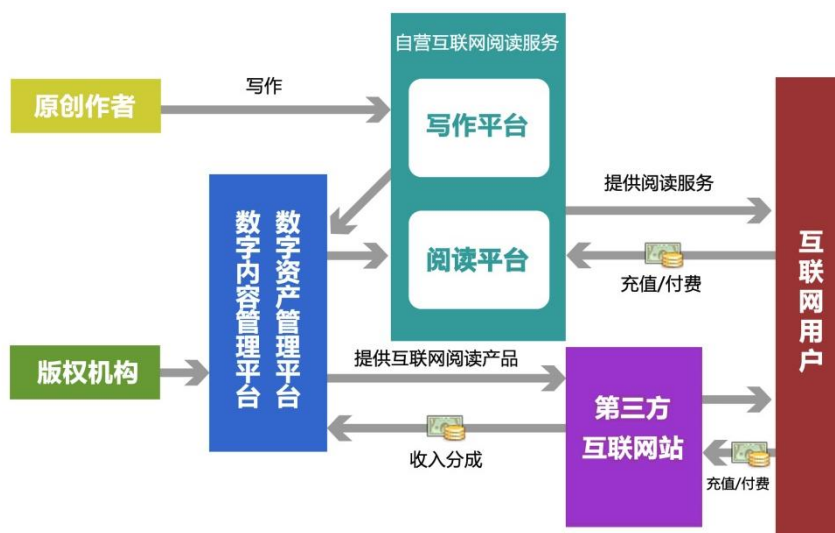 自营互联网阅读服务
原创作者
写作
写作平台
提供阅读服务
数字资产管理平台
数字内容管理平台
阅读平台
充值/付费
互联网用户
版权机构
提供互联网阅读产品
第三方
互联网站
收入分成
充值/付费